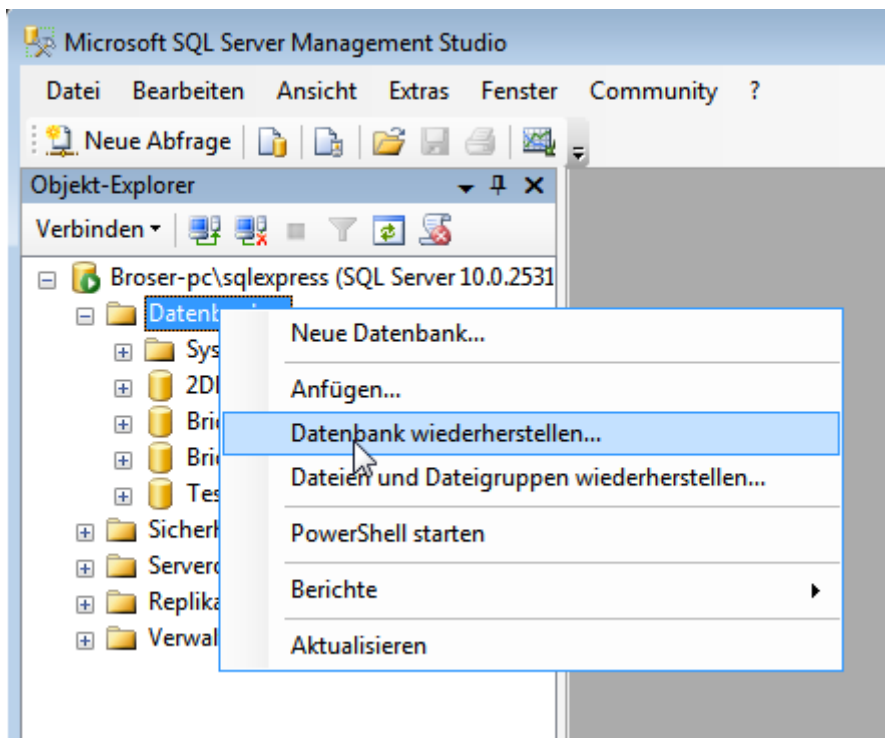 Microsoft SQL Server Management Studio
Datei Bearbeiten Ansicht Extras Fenster Community ?
Neue Abfrage
Objekt-Explorer
Verbinden
Broser-pc\sqlexpress (SQL Server 10.0.2531
Neue Datenbank...
Anfügen...
Datenbank wiederherstellen...
Dateien und Dateigruppen wiederherstellen...
PowerShell starten
Berichte
Aktualisieren